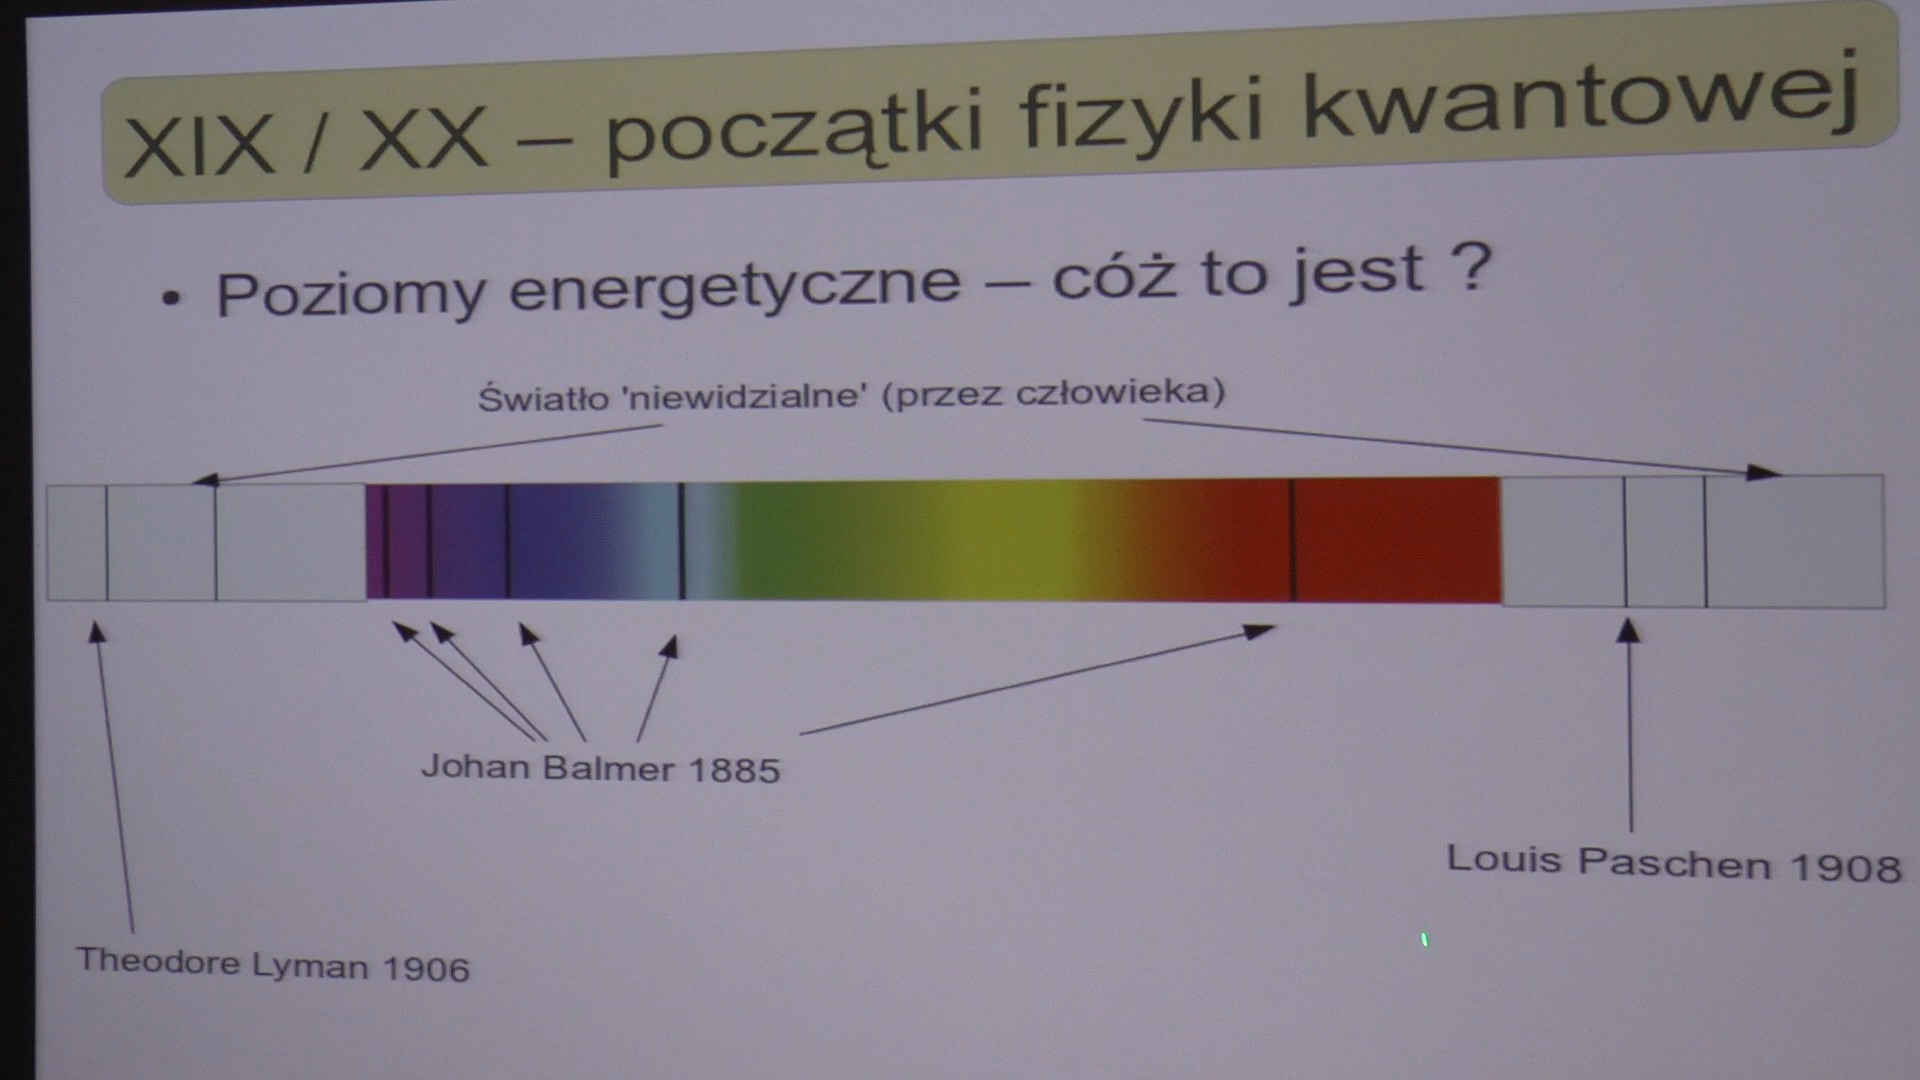 XIX / XX – początki fizyki kwantowej
• Poziomy energetyczne – cóż to jest ?
Światło 'niewidzialne' (przez człowieka)
Johan Balmer 1885
Louis Paschen 1908
Theodore Lyman 1906